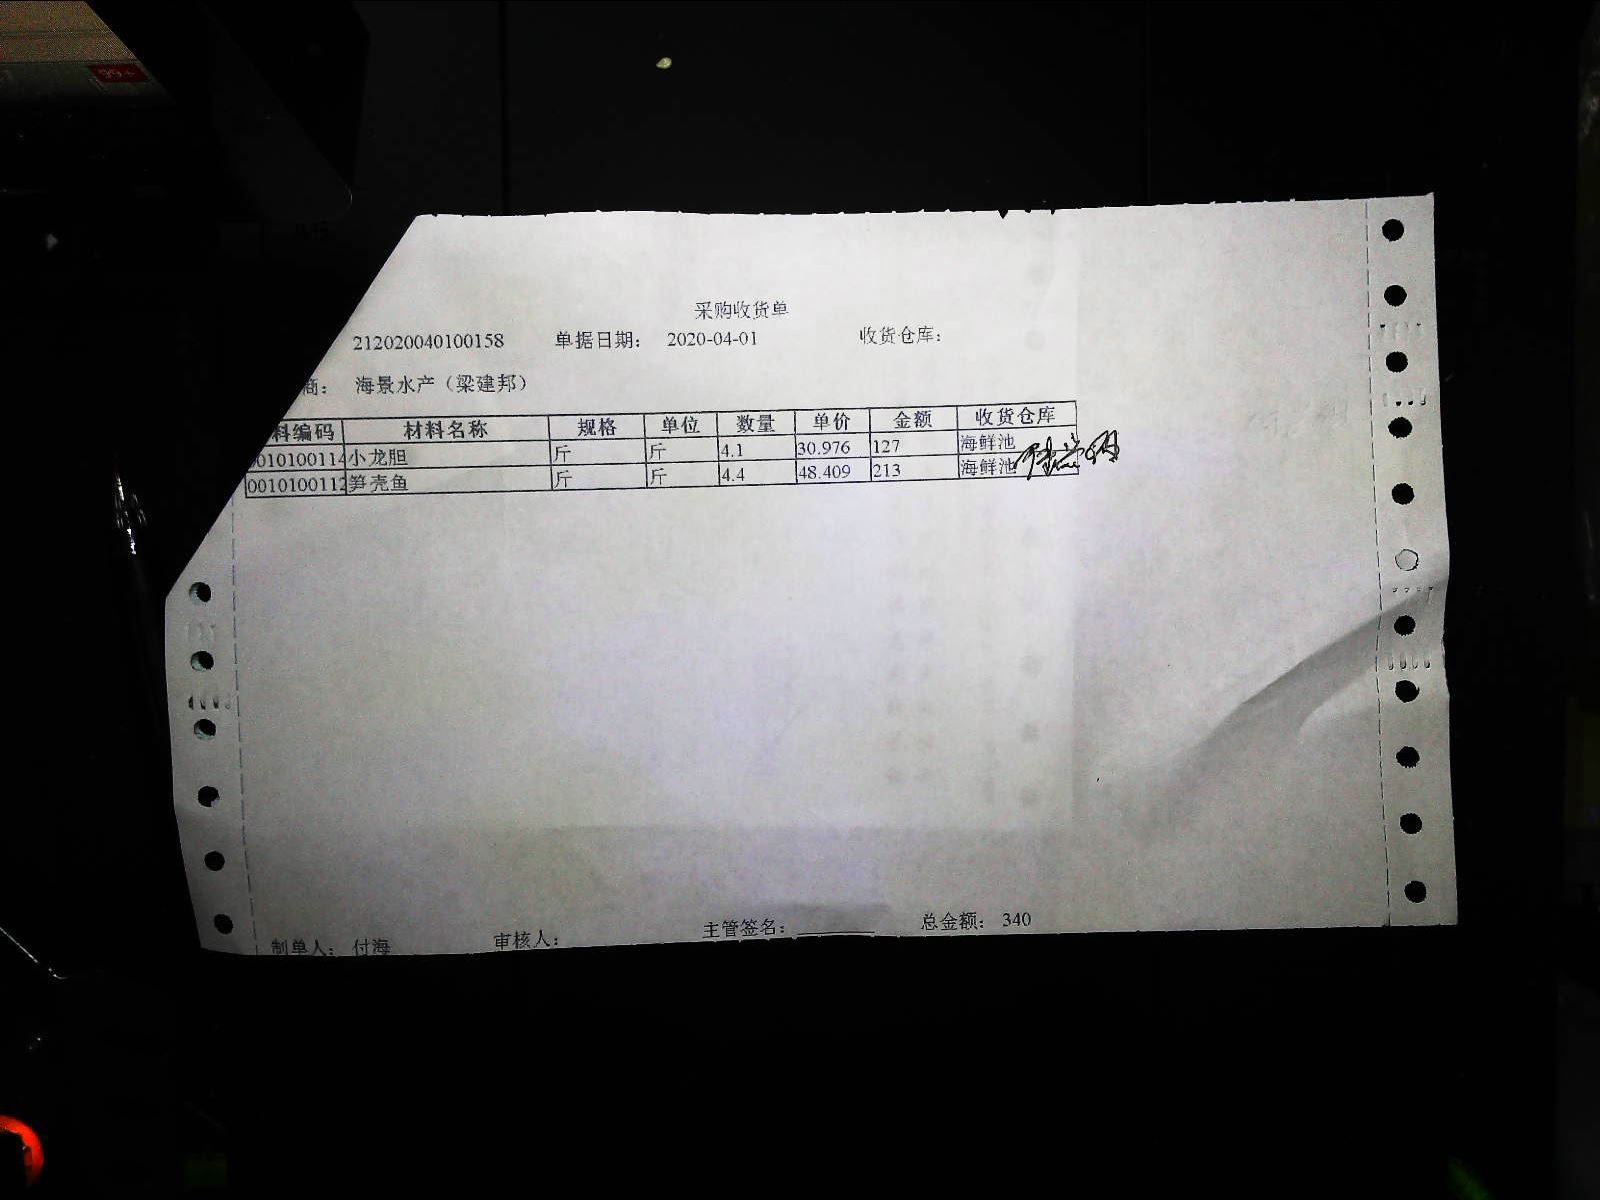 采购收货单
212020040100158 单据日期： 2020-04-01 收货仓库：
商： 海景水产（梁建邦）
料编码 材料名称 规格 单位 数量 单价 金额 收货仓库
0010100114 小龙胆 斤 斤 4.1 30.976 127 海鲜池
0010100112 笋壳鱼 斤 斤 4.4 48.409 213 海鲜池
制单人： 付海 审核人： 主管签名： 总金额： 340